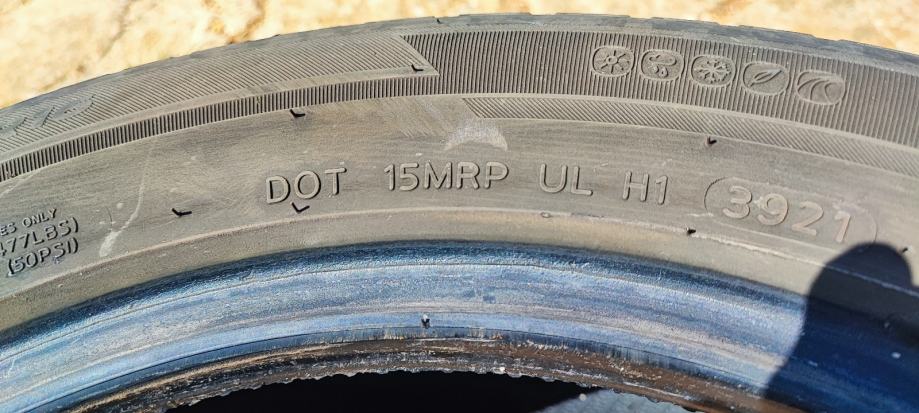 DOT 15MRP UL H1 3921
ES ONLY
477LBS)
(50PSI)